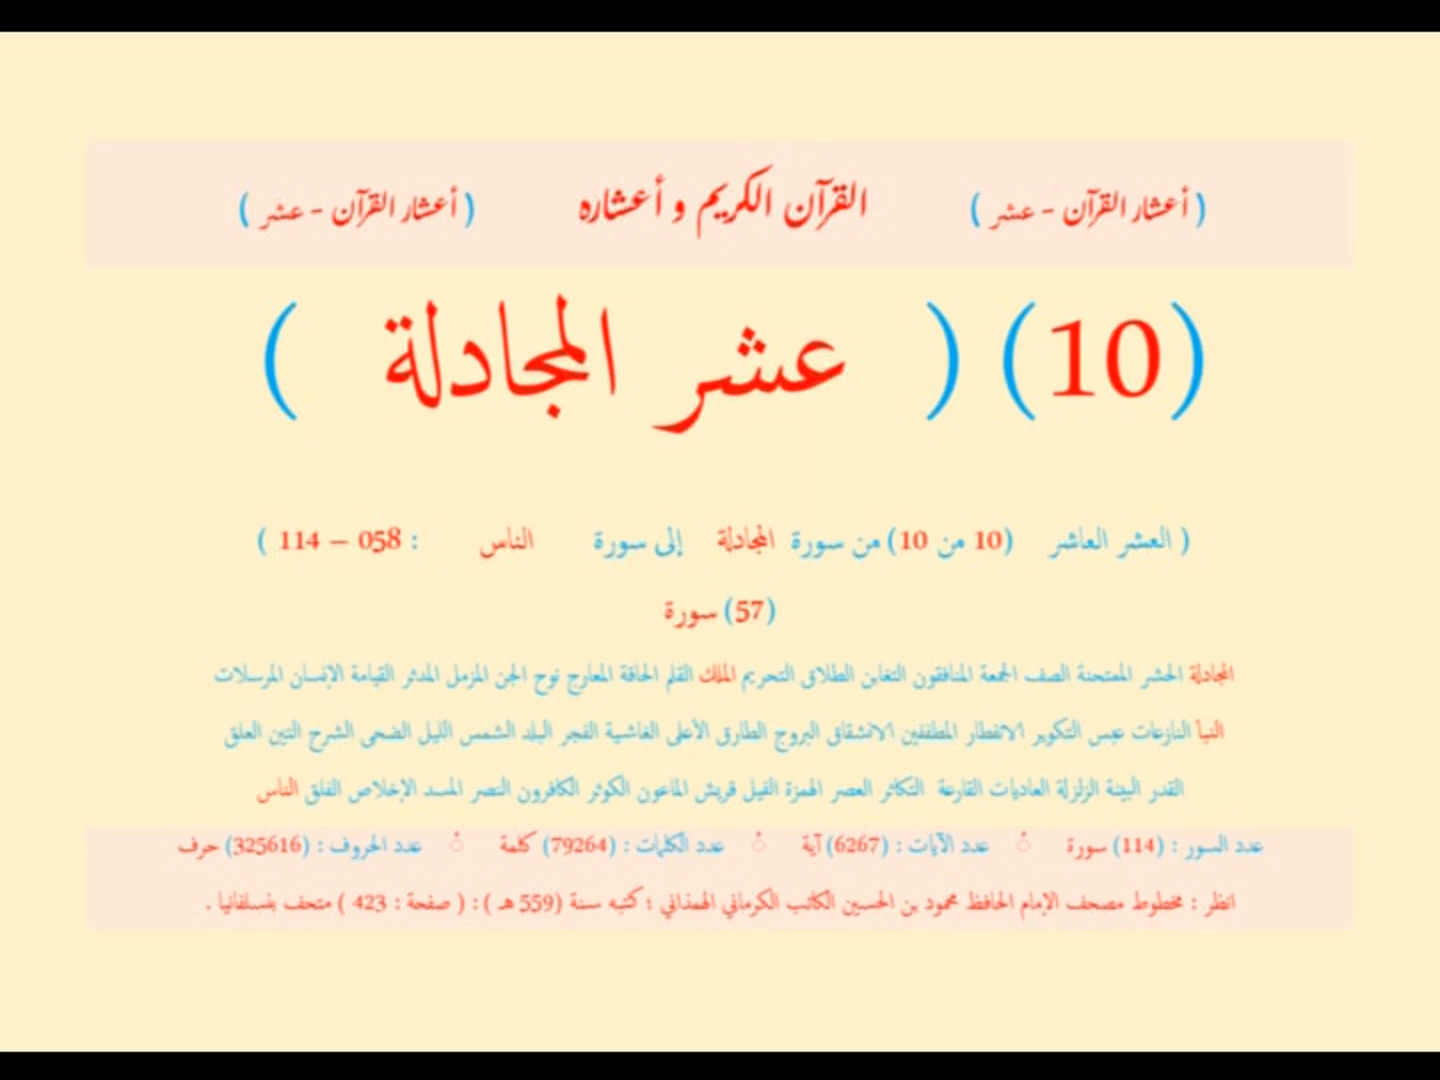 ( أعشار القرآن - عشر ) القرآن الكريم و أعشاره ( أعشار القرآن - عشر )
(10) ( عشر المجادلة )
( العشر العاشر (10 من 10) من سورة المجادلة إلى سورة الناس : 058 – 114 )
(57) سورة
المجادلة الحشر الممتحنة الصف الجمعة المنافقون التغابن الطلاق التحريم الملك القلم الحاقة المعارج نوح الجن المزمل المدثر القيامة الإنسان المرسلات
النبأ النازعات عبس التكوير الانفطار المطففين الانشقاق البروج الطارق الأعلى الغاشية الفجر البلد الشمس الليل الضحى الشرح التين العلق
القدر البينة الزلزلة العاديات القارعة التكاثر العصر الهمزة الفيل قريش الماعون الكوثر الكافرون النصر المسد الإخلاص الفلق الناس
عدد السور : (114) سورة ° عدد الآيات : (6267) آية ° عدد الكلمات : (79264) كلمة ° عدد الحروف : (325616) حرف
انظر : مخطوط مصحف الإمام الحافظ محمود بن الحسين الكاتب الكرماني الهمذاني ؛ كتبه سنة (559 هـ ) : ( صفحة : 423 ) متحف بنسلفانيا .